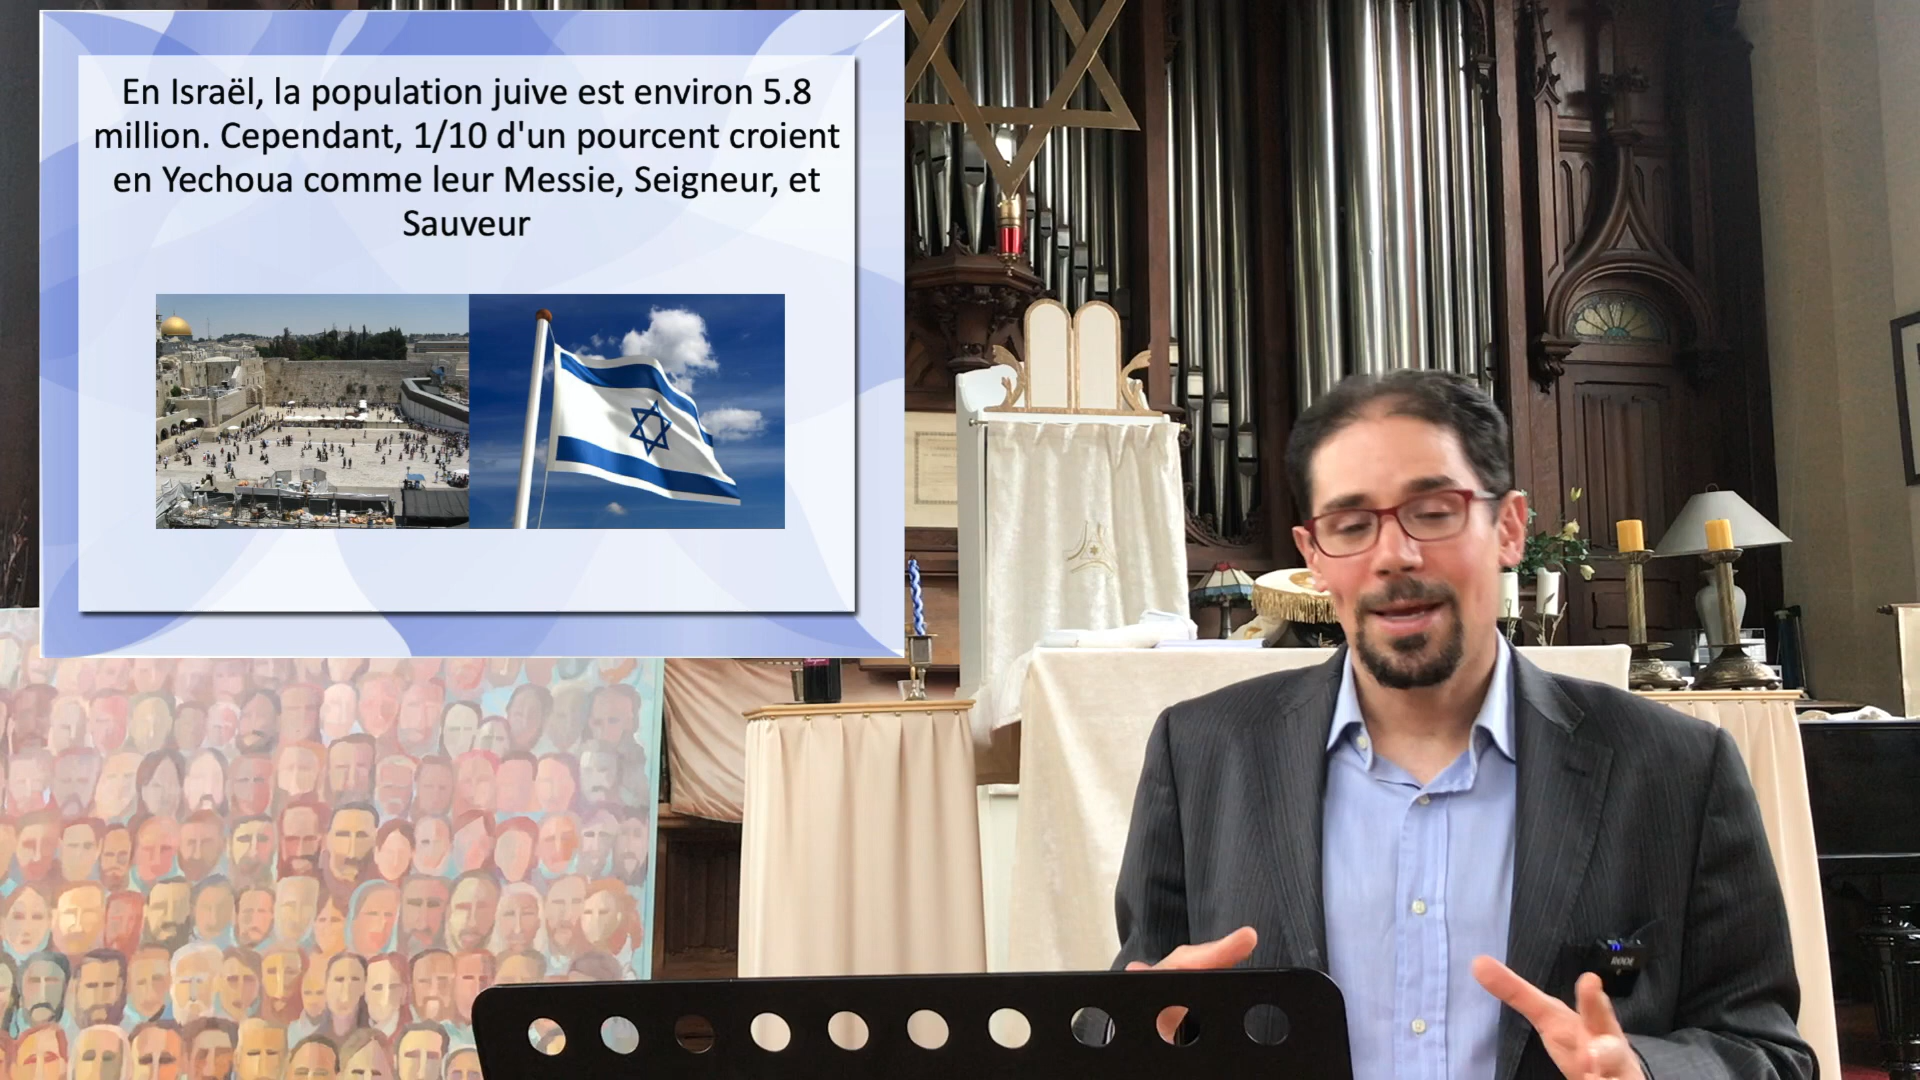 En Israël, la population juive est environ 5.8
million. Cependant, 1/10 d'un pourcent croient
en Yechoua comme leur Messie, Seigneur, et
Sauveur
RØDE